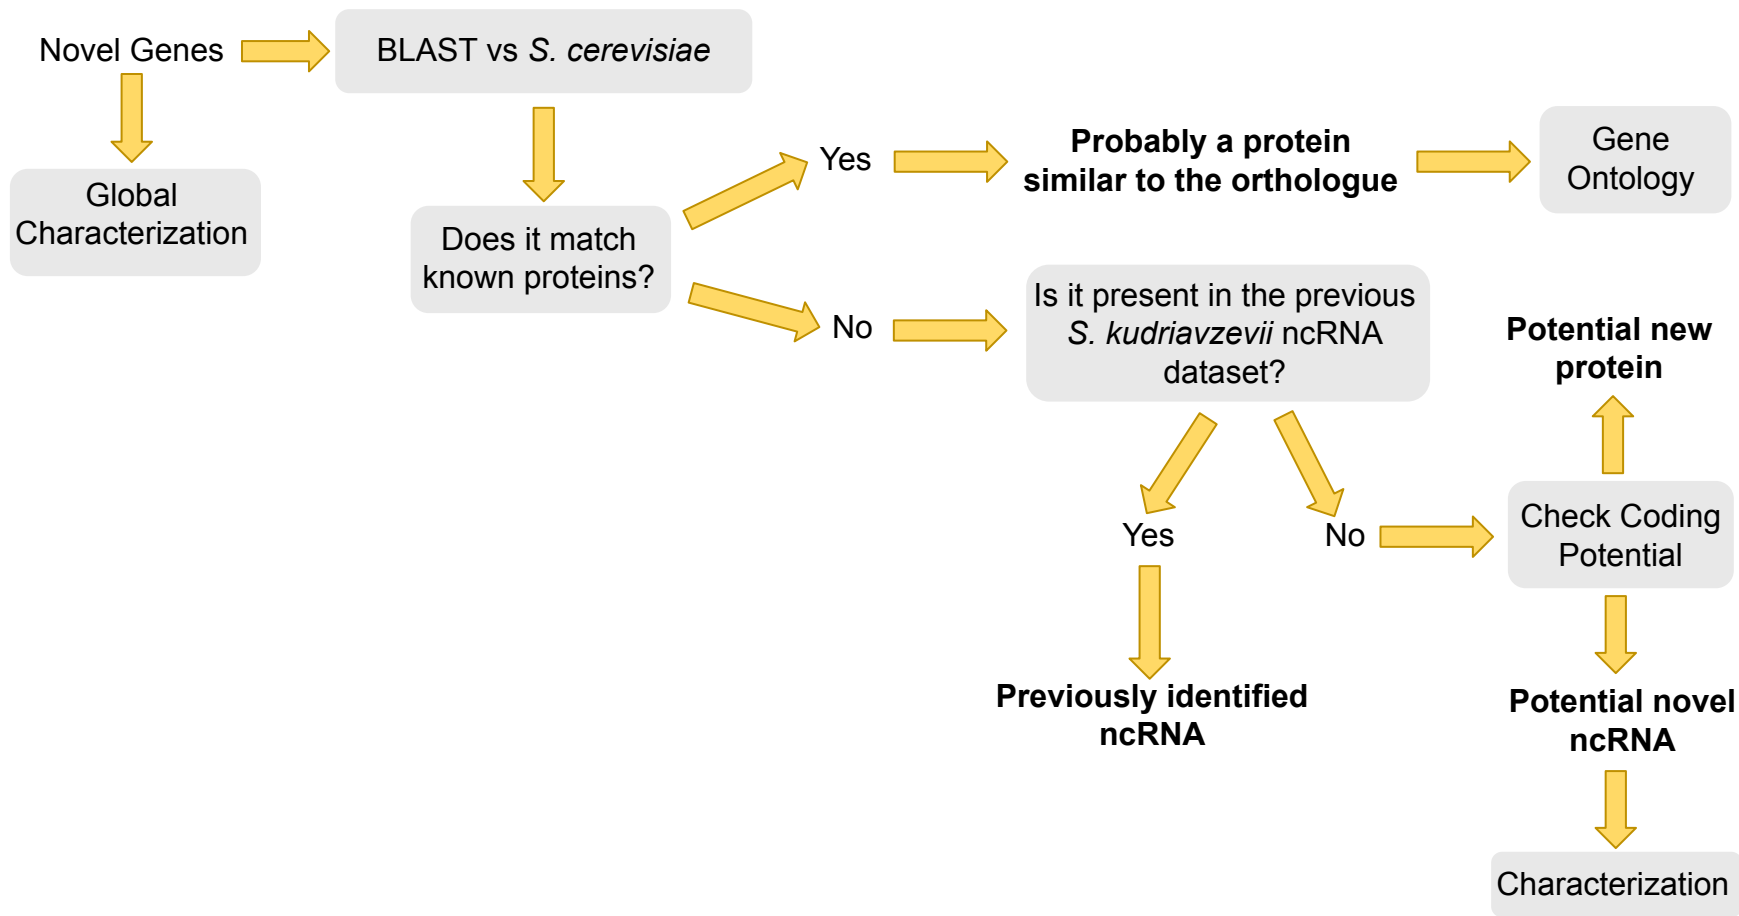 Novel Genes
BLAST vs S. cerevisiae
Global
Characterization
Does it match
known proteins?
Yes
Probably a protein
similar to the orthologue
Gene
Ontology
No
Is it present in the previous
S. kudriavzevii ncRNA
dataset?
Potential new
protein
Yes
No
Check Coding
Potential
Previously identified
ncRNA
Potential novel
ncRNA
Characterization